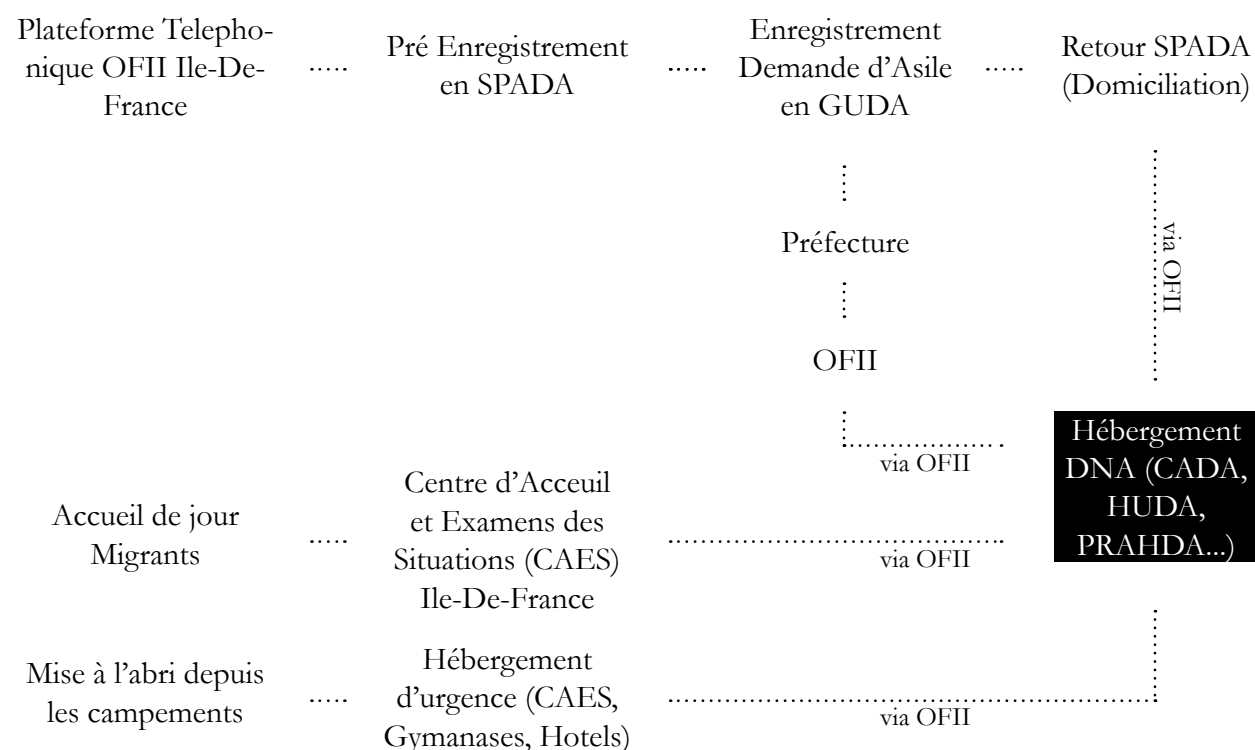 Plateforme Telepho-
nique OFII Ile-De-
France
Pré Enregistrement
en SPADA
Enregistrement
Demande d’Asile
en GUDA
Retour SPADA
(Domiciliation)
Préfecture
OFII
via OFII
via OFII
Hébergement
DNA (CADA,
HUDA,
PRAHDA...)
Accueil de jour
Migrants
Centre d’Acceuil
et Examens des
Situations (CAES)
Ile-De-France
via OFII
Mise à l’abri depuis
les campements
Hébergement
d’urgence (CAES,
Gymanases, Hotels)
via OFII